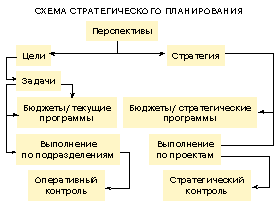 СХЕМА СТРАТЕГИЧЕСКОГО ПЛАНИРОВАНИЯ
Перспективы
Цели
Стратегия
Задачи
Бюджеты/ текущие
программы
Бюджеты/ стратегические
программы
Выполнение
по подразделениям
Выполнение
по проектам
Оперативный
контроль
Стратегический
контроль